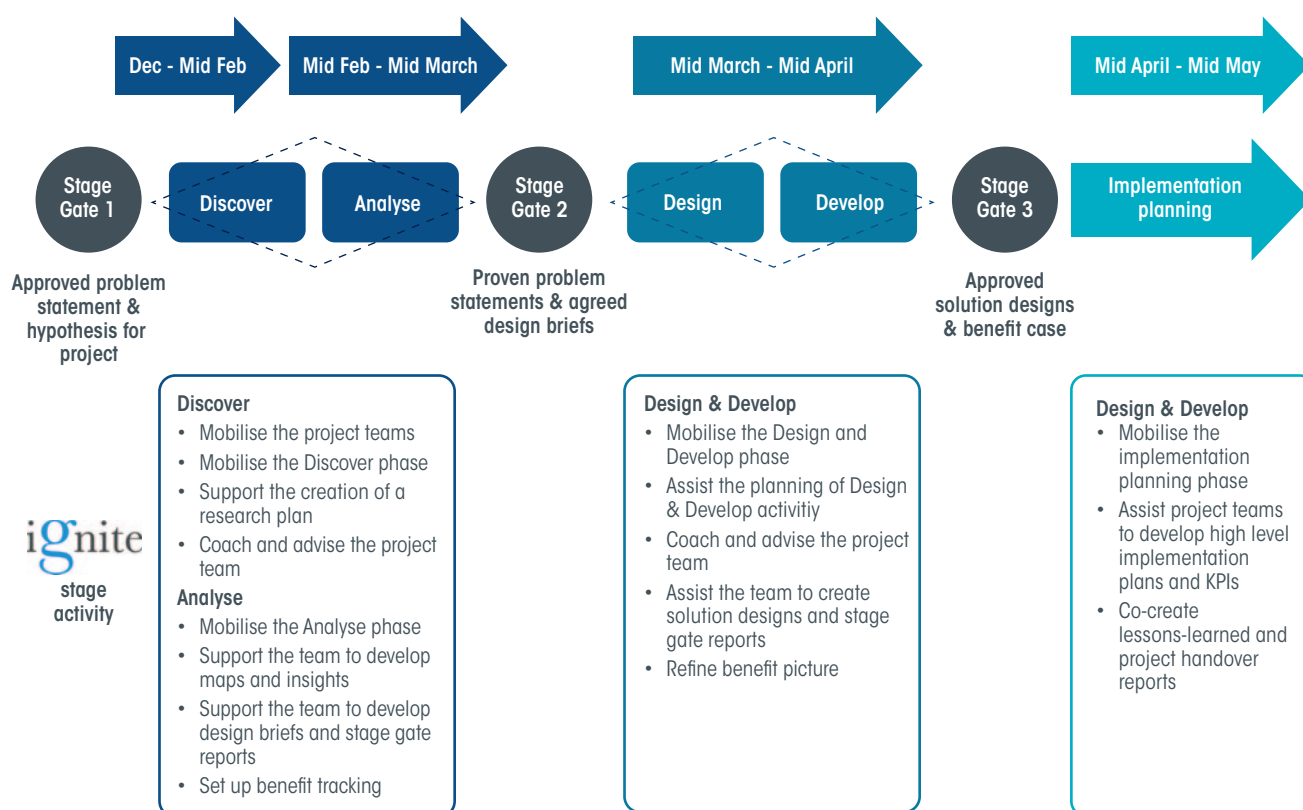 Dec - Mid Feb
Mid Feb - Mid March
Mid March - Mid April
Mid April - Mid May
Stage
Gate 1
Discover
Analyse
Stage
Gate 2
Design
Develop
Stage
Gate 3
Implementation
planning
Approved problem
statement &
hypothesis for
project
Proven problem
statements & agreed
design briefs
Approved
solution designs
& benefit case
ignite
stage
activity
Discover
• Mobilise the project teams
• Mobilise the Discover phase
• Support the creation of a
research plan
• Coach and advise the project
team
Analyse
• Mobilise the Analyse phase
• Support the team to develop
maps and insights
• Support the team to develop
design briefs and stage gate
reports
• Set up benefit tracking
Design & Develop
• Mobilise the Design and
Develop phase
• Assist the planning of Design
& Develop activitiy
• Coach and advise the project
team
• Assist the team to create
solution designs and stage
gate reports
• Refine benefit picture
Design & Develop
• Mobilise the
implementation
planning phase
• Assist project teams
to develop high level
implementation
plans and KPIs
• Co-create
lessons-learned and
project handover
reports